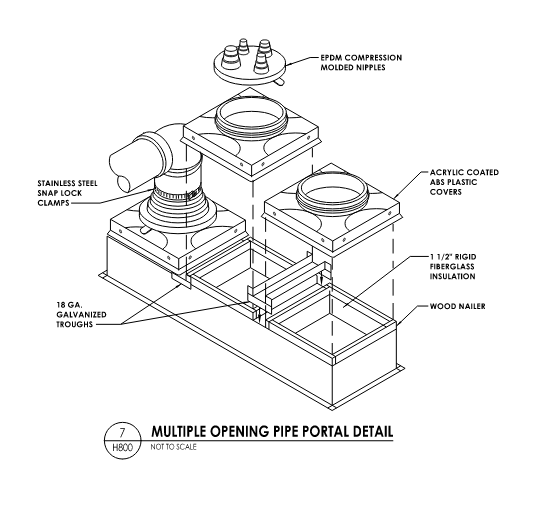 EPDM COMPRESSION
MOLDED NIPPLES
ACRYLIC COATED
ABS PLASTIC
COVERS
STAINLESS STEEL
SNAP LOCK
CLAMPS
1 1/2" RIGID
FIBERGLASS
INSULATION
18 GA.
GALVANIZED
TROUGHS
WOOD NAILER
7
H800
MULTIPLE OPENING PIPE PORTAL DETAIL
NOT TO SCALE